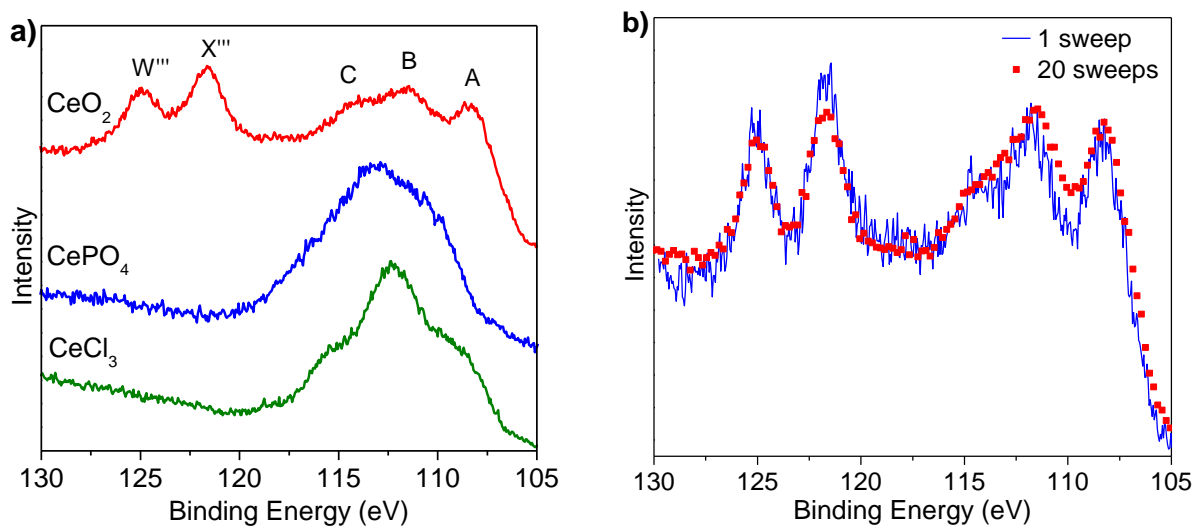 a)
W''' X''' C B A
CeO2
CePO4
CeCl3
Intensity
130 125 120 115 110 105
Binding Energy (eV)
b)
1 sweep
20 sweeps
Intensity
130 125 120 115 110 105
Binding Energy (eV)